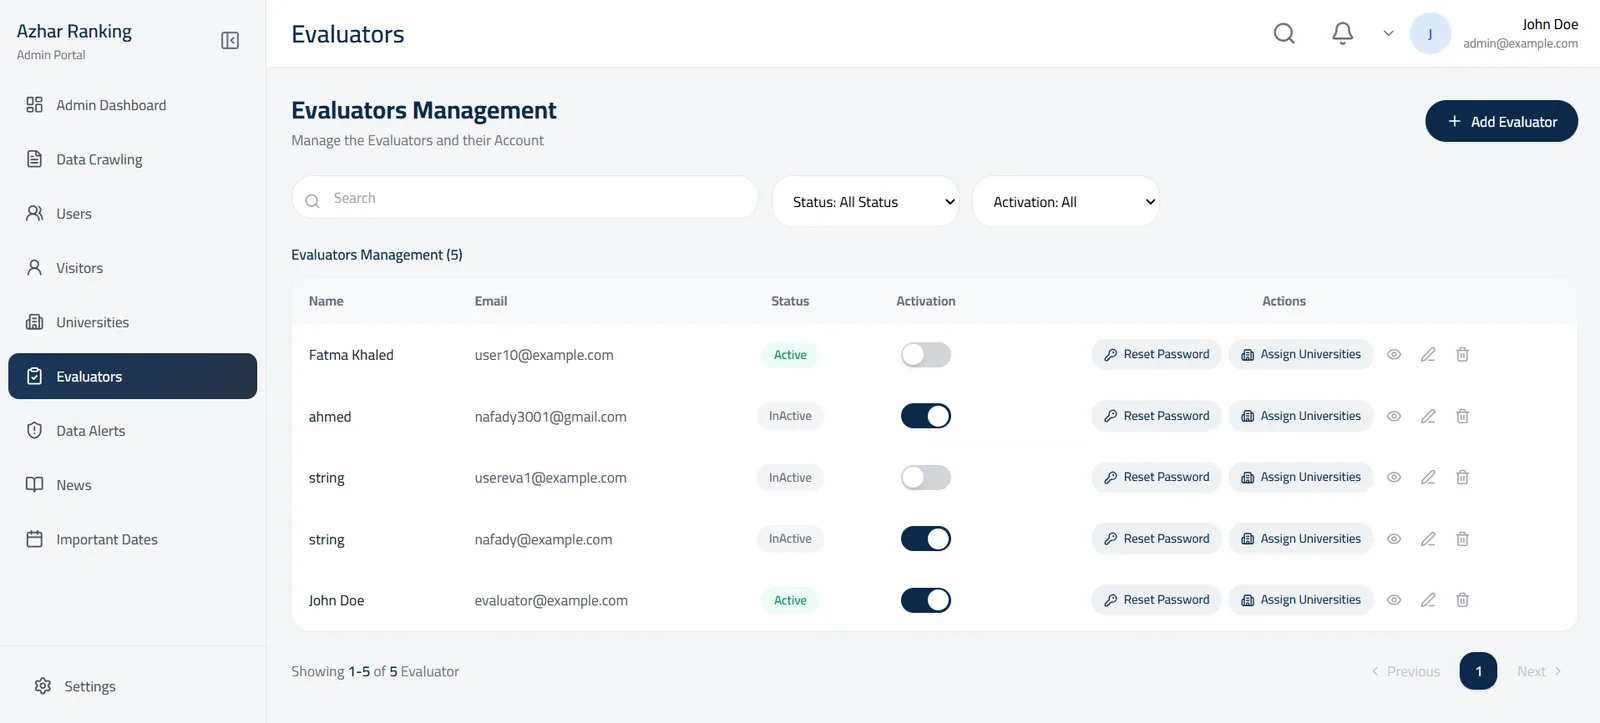 Azhar Ranking
Admin Portal
Admin Dashboard
Data Crawling
Users
Visitors
Universities
Evaluators
Data Alerts
News
Important Dates
Settings
Evaluators
J
John Doe
admin@example.com
Evaluators Management
Manage the Evaluators and their Account
+ Add Evaluator
Search
Status: All Status
Activation: All
Evaluators Management (5)
Name Email Status Activation Actions
Fatma Khaled user10@example.com Active Reset Password Assign Universities
ahmed nafady3001@gmail.com InActive Reset Password Assign Universities
string usereva1@example.com InActive Reset Password Assign Universities
string nafady@example.com InActive Reset Password Assign Universities
John Doe evaluator@example.com Active Reset Password Assign Universities
Showing 1-5 of 5 Evaluator
Previous 1 Next